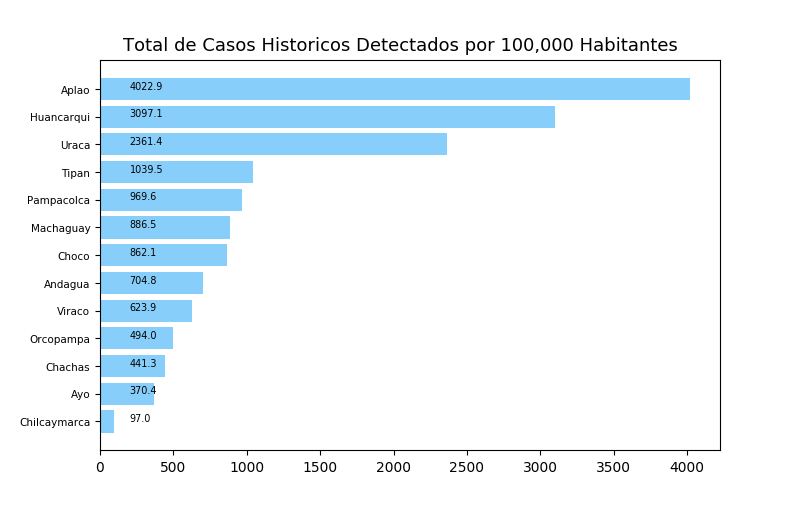 Total de Casos Historicos Detectados por 100,000 Habitantes
Aplao 4022.9
Huancarqui 3097.1
Uraca 2361.4
Tipan 1039.5
Pampacolca 969.6
Machaguay 886.5
Choco 862.1
Andagua 704.8
Viraco 623.9
Orcopampa 494.0
Chachas 441.3
Ayo 370.4
Chilcaymarca 97.0
0 500 1000 1500 2000 2500 3000 3500 4000